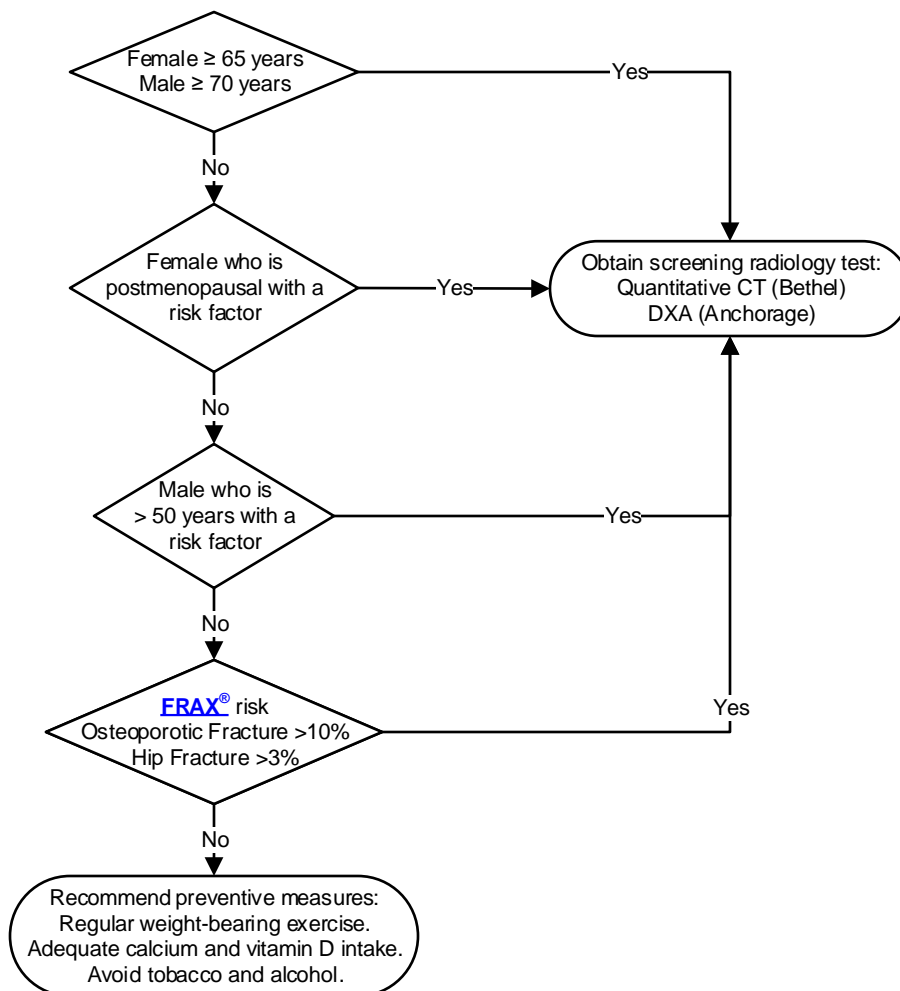 Female ≥ 65 years
Male ≥ 70 years
Yes
No
Female who is
postmenopausal with a
risk factor
Yes
Obtain screening radiology test:
Quantitative CT (Bethel)
DXA (Anchorage)
No
Male who is
> 50 years with a
risk factor
Yes
No
FRAX® risk
Osteoporotic Fracture >10%
Hip Fracture >3%
Yes
No
Recommend preventive measures:
Regular weight-bearing exercise.
Adequate calcium and vitamin D intake.
Avoid tobacco and alcohol.